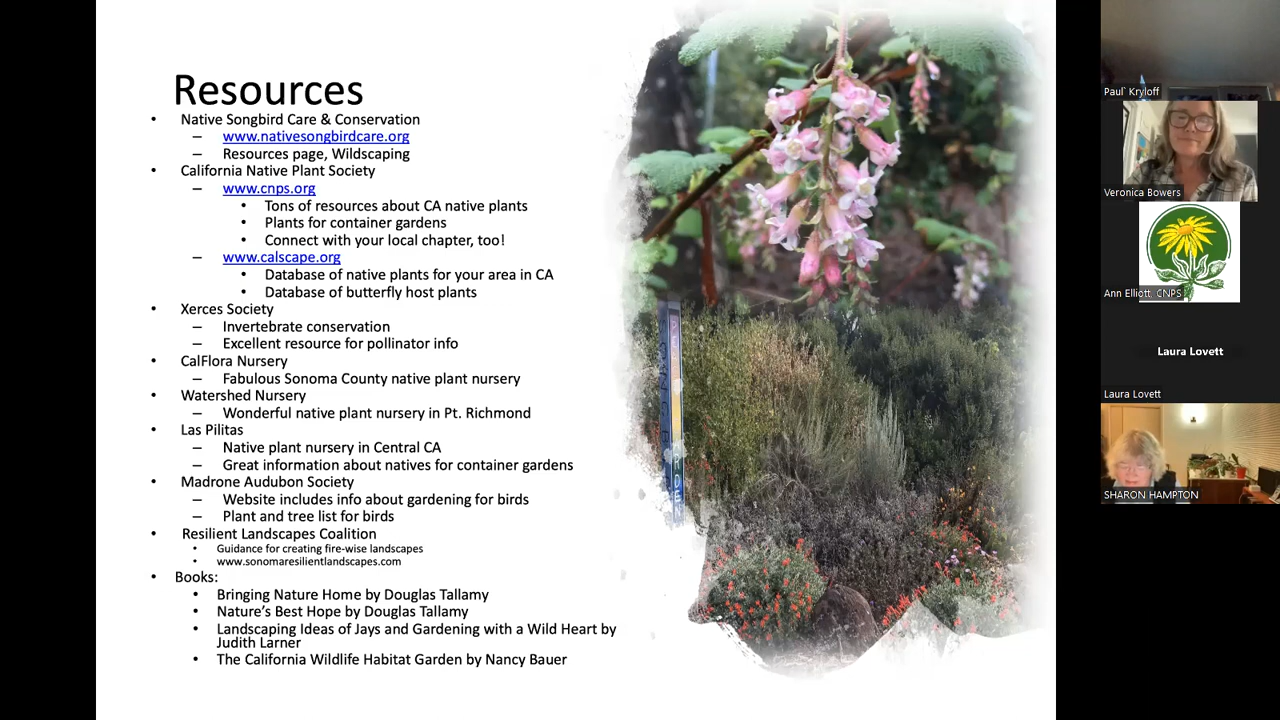 Resources
• Native Songbird Care & Conservation
– www.nativesongbirdcare.org
– Resources page, Wildscaping
• California Native Plant Society
– www.cnps.org
• Tons of resources about CA native plants
• Plants for container gardens
• Connect with your local chapter, too!
– www.calscape.org
• Database of native plants for your area in CA
• Database of butterfly host plants
• Xerces Society
– Invertebrate conservation
– Excellent resource for pollinator info
• CalFlora Nursery
– Fabulous Sonoma County native plant nursery
• Watershed Nursery
– Wonderful native plant nursery in Pt. Richmond
• Las Pilitas
– Native plant nursery in Central CA
– Great information about natives for container gardens
• Madrone Audubon Society
– Website includes info about gardening for birds
– Plant and tree list for birds
• Resilient Landscapes Coalition
• Guidance for creating fire-wise landscapes
• www.sonomaresilientlandscapes.com
• Books:
• Bringing Nature Home by Douglas Tallamy
• Nature's Best Hope by Douglas Tallamy
• Landscaping Ideas of Jays and Gardening with a Wild Heart by
Judith Larner
• The California Wildlife Habitat Garden by Nancy Bauer
Paul` Kryloff
Veronica Bowers
Ann Elliott, CNPS
Laura Lovett
Laura Lovett
SHARON HAMPTON